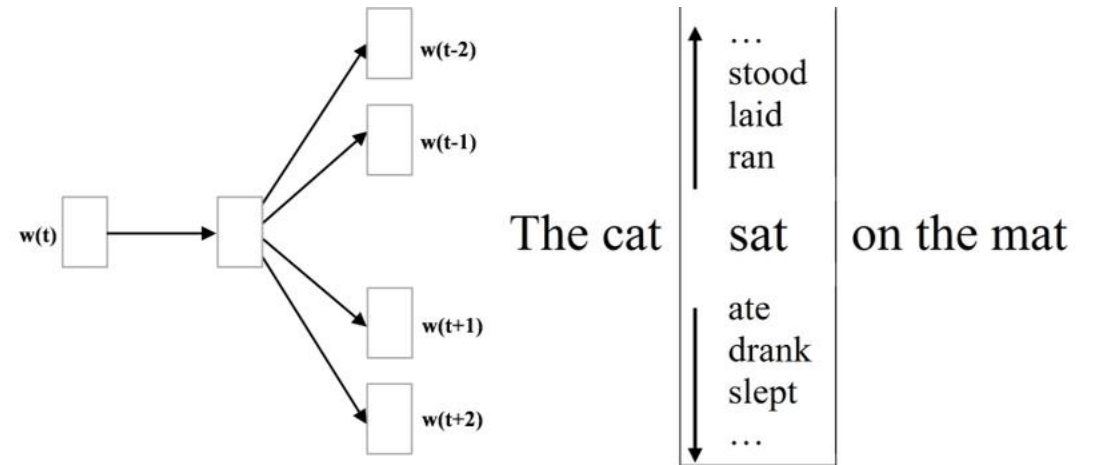 w(t-2)
w(t-1)
w(t)
w(t+1)
w(t+2)
…
stood
laid
ran
The cat sat on the mat
ate
drank
slept
…